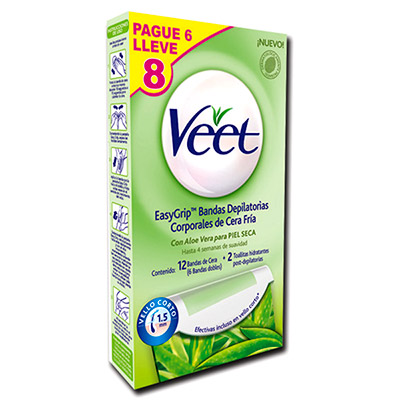 PAGUE 6
LLEVE
8
¡NUEVO!
Veet
EasyGrip™ Bandas Depilatorias
Corporales de Cera Fría
Con Aloe Vera para PIEL SECA
Hasta 4 semanas de suavidad
Contenido: 12 Bandas de Cera (6 Bandas dobles) + 2 Toallitas hidratantes post-depilatorias
VELLO CORTO
1.5
mm
Efectivas incluso en vello corto*